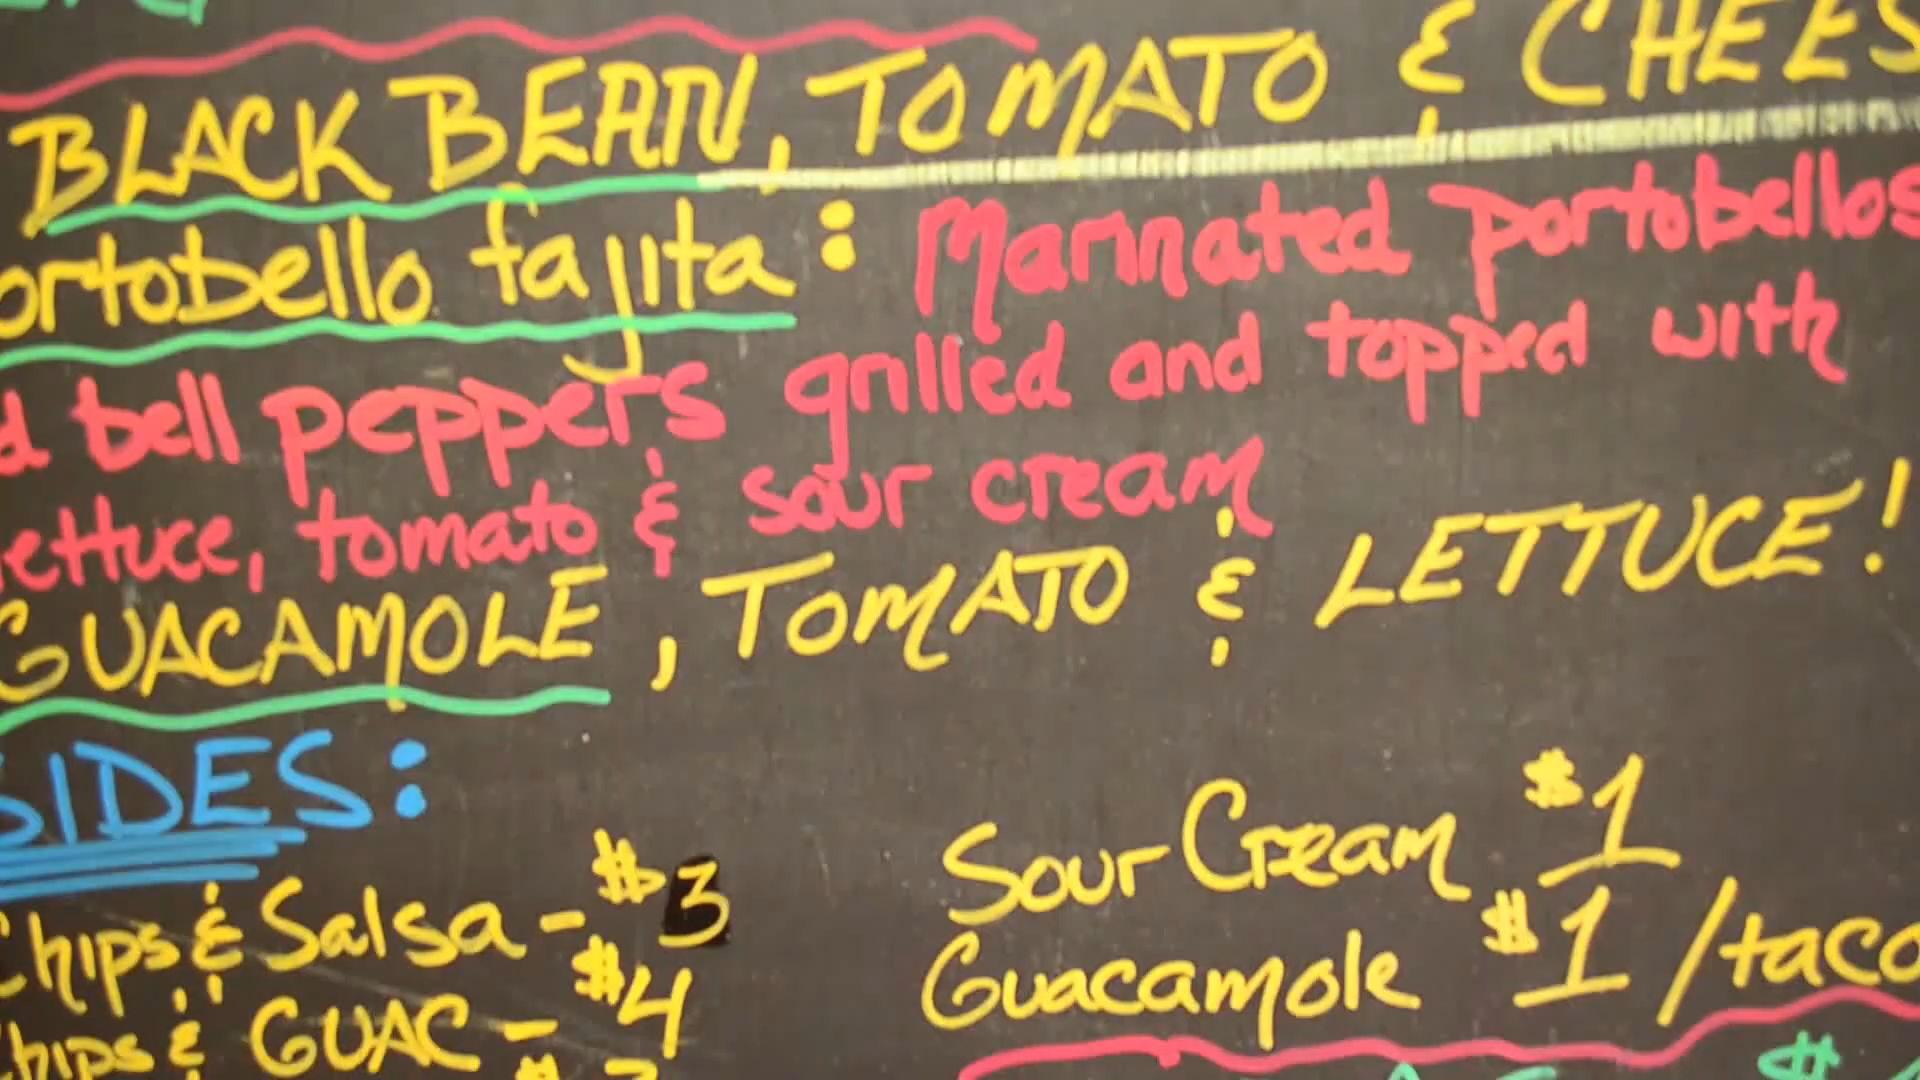 BLACK BEAN, TOMATO & CHEES
ortobello fajita: Marinated portobellos
d bell peppers grilled and topped with
lettuce, tomato & sour cream
GUACAMOLE, TOMATO & LETTUCE!
SIDES:
Chips & Salsa - $3
Chips & GUAC - $4
Sour Cream $1
Guacamole $1/taco